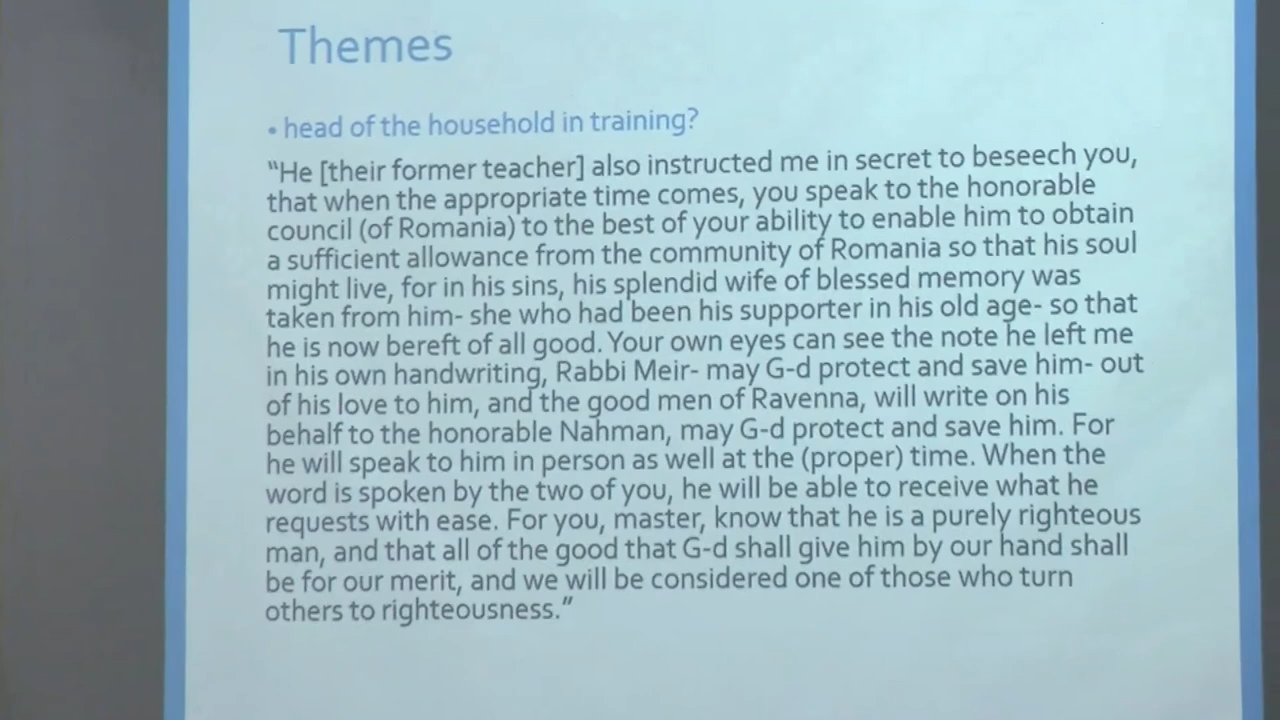 Themes
• head of the household in training?
"He [their former teacher] also instructed me in secret to beseech you,
that when the appropriate time comes, you speak to the honorable
council (of Romania) to the best of your ability to enable him to obtain
a sufficient allowance from the community of Romania so that his soul
might live, for in his sins, his splendid wife of blessed memory was
taken from him- she who had been his supporter in his old age- so that
he is now bereft of all good. Your own eyes can see the note he left me
in his own handwriting, Rabbi Meir- may G-d protect and save him- out
of his love to him, and the good men of Ravenna, will write on his
behalf to the honorable Nahman, may G-d protect and save him. For
he will speak to him in person as well at the (proper) time. When the
word is spoken by the two of you, he will be able to receive what he
requests with ease. For you, master, know that he is a purely righteous
man, and that all of the good that G-d shall give him by our hand shall
be for our merit, and we will be considered one of those who turn
others to righteousness."